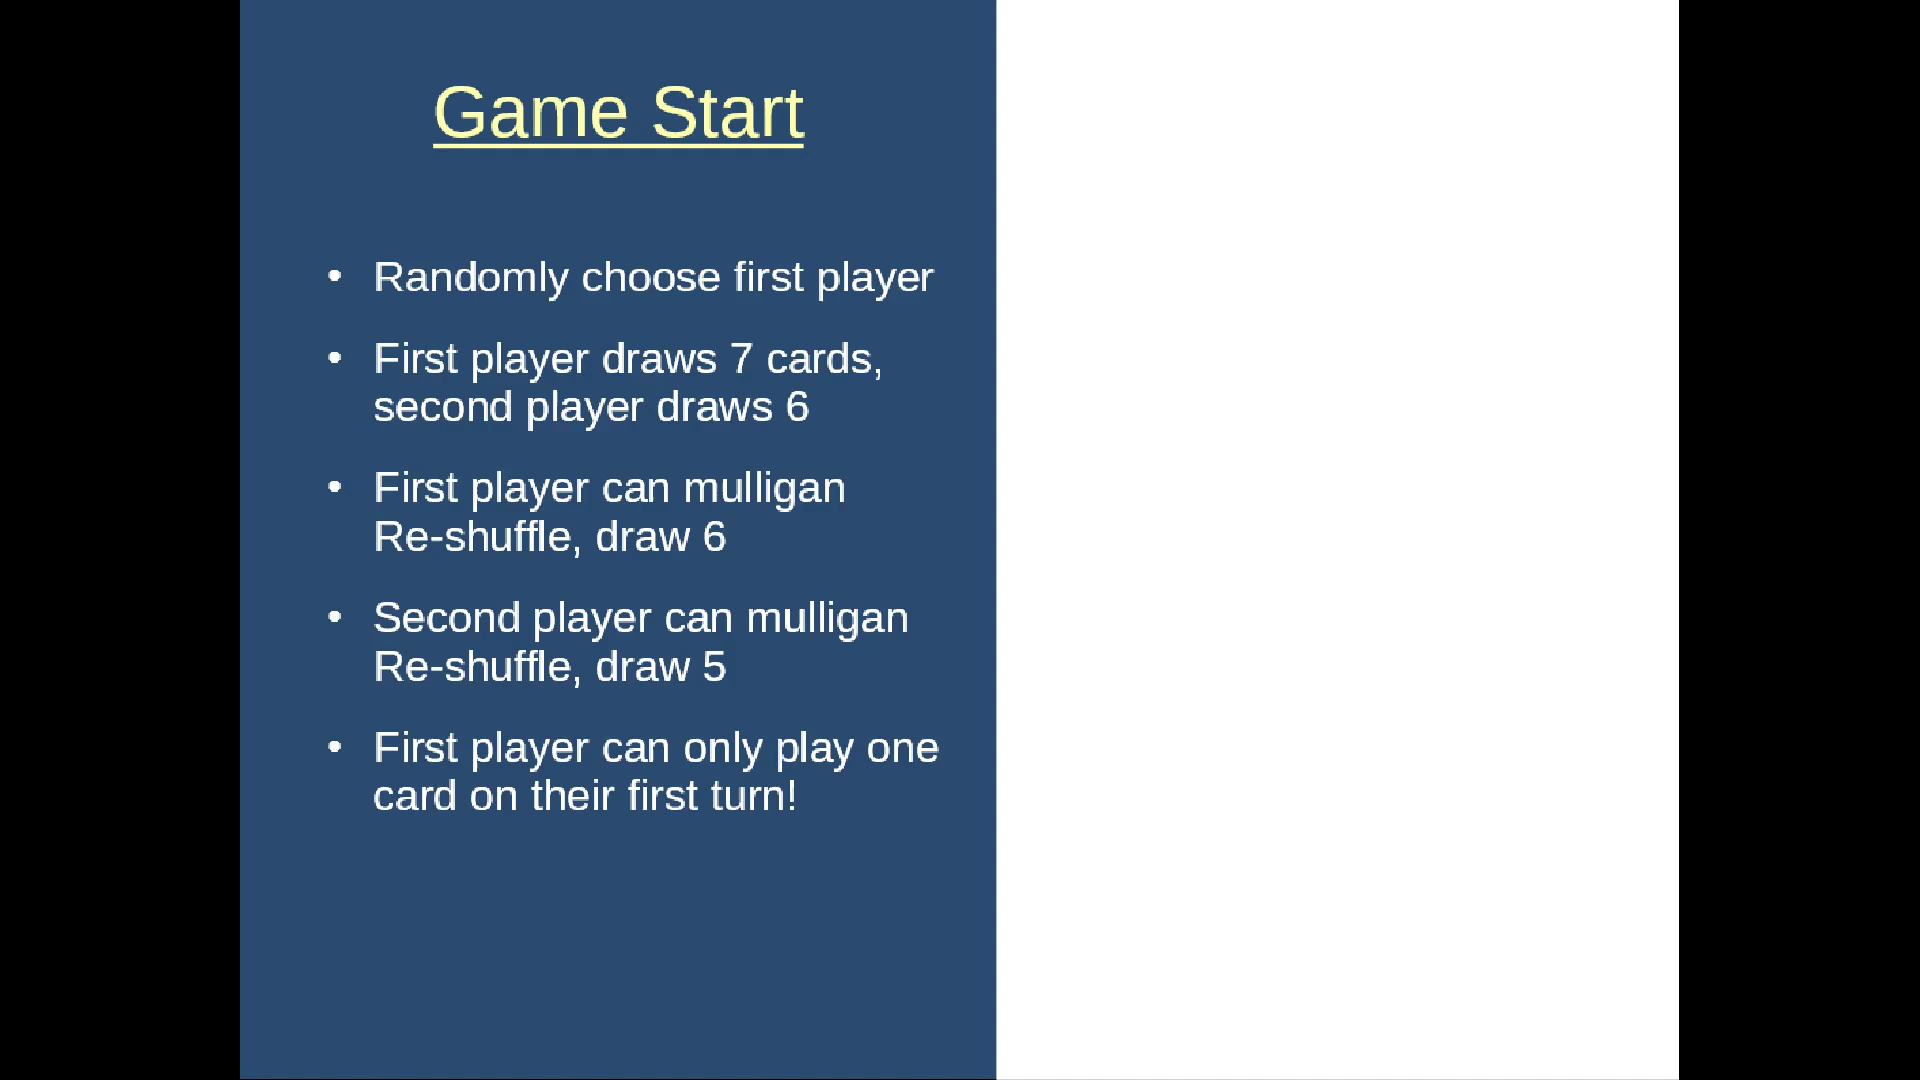 Game Start
• Randomly choose first player
• First player draws 7 cards,
second player draws 6
• First player can mulligan
Re-shuffle, draw 6
• Second player can mulligan
Re-shuffle, draw 5
• First player can only play one
card on their first turn!